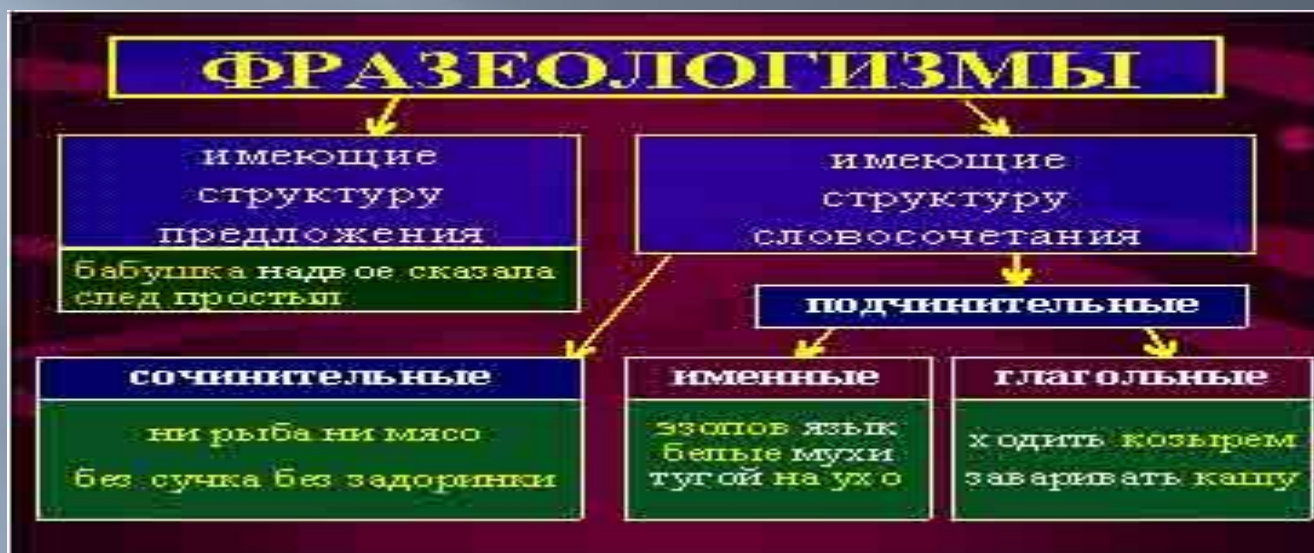 ФРАЗЕОЛОГИЗМЫ
имеющие
структуру
предложения
бабушка надвое сказала
след простыл
имеющие
структуру
словосочетания
подчинительные
сочинительные
ни рыба ни мясо
без сучка без задоринки
именные
эзопов язык
белые мухи
тугой на ухо
глагольные
ходить козырем
заваривать кашу